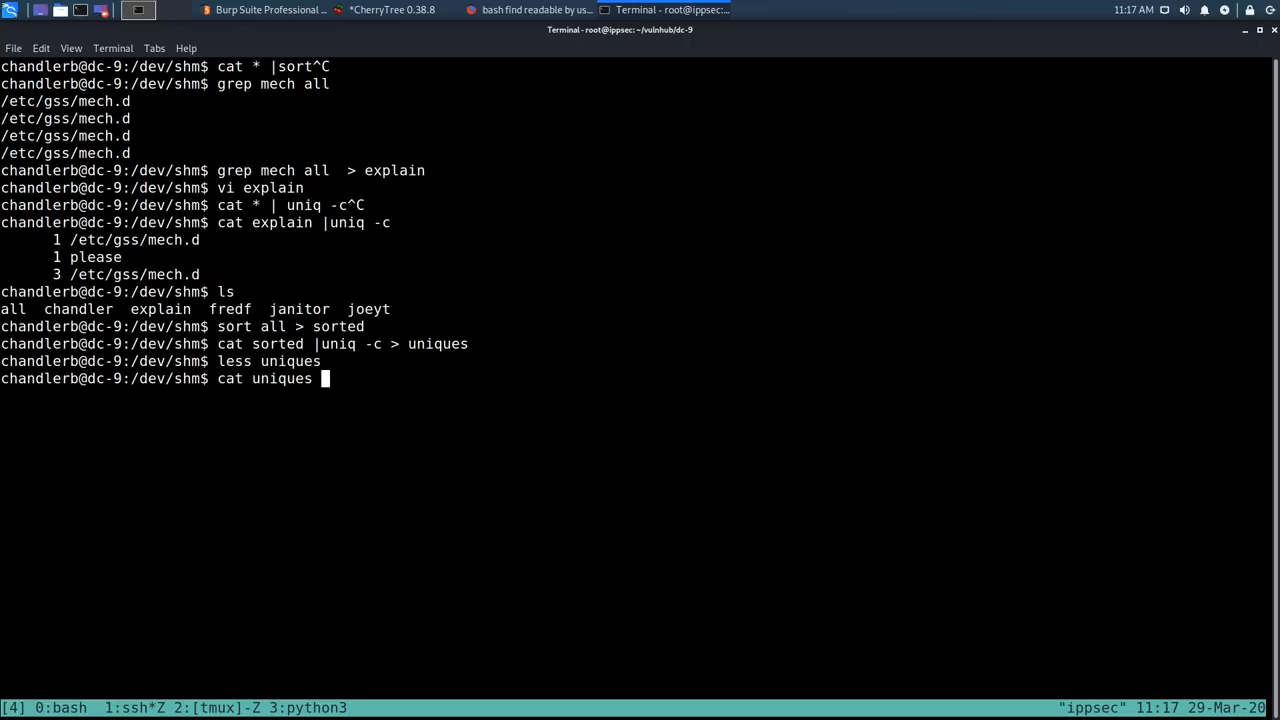 Burp Suite Professional ... *CherryTree 0.38.8 bash find readable by us... Terminal - root@ippsec:... 11:17 AM
Terminal - root@ippsec: ~/vulnhub/dc-9
File Edit View Terminal Tabs Help
chandlerb@dc-9:/dev/shm$ cat * |sort^C
chandlerb@dc-9:/dev/shm$ grep mech all
/etc/gss/mech.d
/etc/gss/mech.d
/etc/gss/mech.d
/etc/gss/mech.d
chandlerb@dc-9:/dev/shm$ grep mech all  > explain
chandlerb@dc-9:/dev/shm$ vi explain
chandlerb@dc-9:/dev/shm$ cat * | uniq -c^C
chandlerb@dc-9:/dev/shm$ cat explain |uniq -c
      1 /etc/gss/mech.d
      1 please
      3 /etc/gss/mech.d
chandlerb@dc-9:/dev/shm$ ls
all  chandler  explain  fredf  janitor  joeyt
chandlerb@dc-9:/dev/shm$ sort all > sorted
chandlerb@dc-9:/dev/shm$ cat sorted |uniq -c > uniques
chandlerb@dc-9:/dev/shm$ less uniques
chandlerb@dc-9:/dev/shm$ cat uniques
[4] 0:bash  1:ssh*Z 2:[tmux]-Z 3:python3 "ippsec" 11:17 29-Mar-20